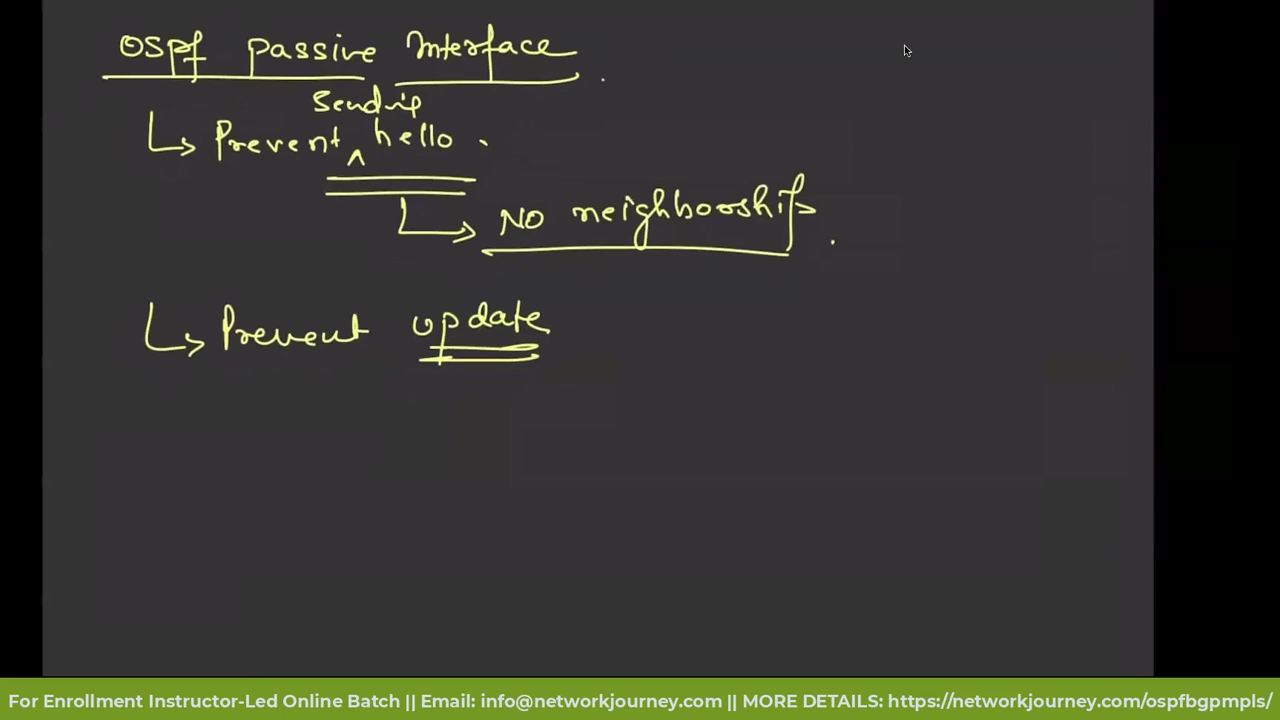 OSPF Passive Interface
Sending
↳ Prevent ^ hello.
↳ No neighboorship.
↳ Prevent update
For Enrollment Instructor-Led Online Batch || Email: info@networkjourney.com || MORE DETAILS: https://networkjourney.com/ospfbgpmpls/